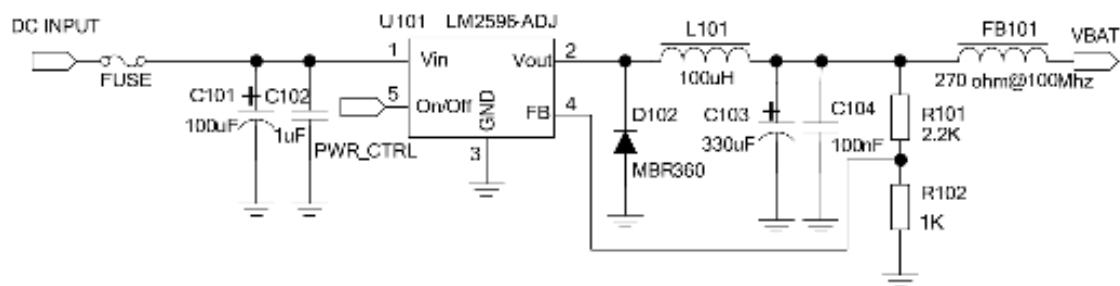 DC INPUT
FUSE
C101
100uF
C102
1uF
PWR_CTRL
U101 LM2596-ADJ
1
Vin
5
On/Off
GND
3
Vout
2
FB
4
D102
MBR360
L101
100uH
C103
330uF
C104
100nF
R101
2.2K
R102
1K
FB101
270 ohm@100Mhz
VBAT